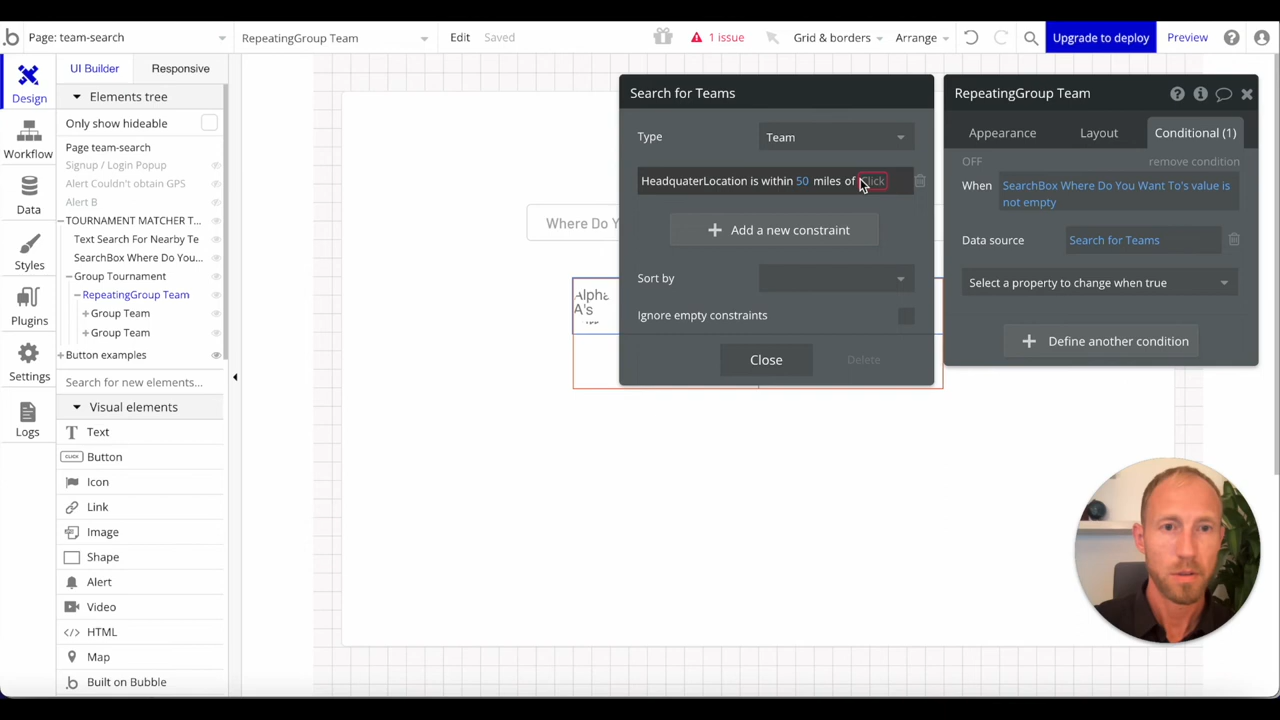 b Page: team-search
RepeatingGroup Team
Edit
Saved
1 issue
Grid & borders
Arrange
Upgrade to deploy
Preview
Design
Workflow
Data
Styles
Plugins
Settings
Logs
UI Builder
Responsive
Elements tree
Only show hideable
Page team-search
Signup / Login Popup
Alert Couldn't obtain GPS
Alert B
TOURNAMENT MATCHER T...
Text Search For Nearby Te
SearchBox Where Do You...
Group Tournament
RepeatingGroup Team
Group Team
Group Team
Button examples
Search for new elements...
Visual elements
Text
CLICK Button
Icon
Link
Image
Shape
Alert
Video
HTML
Map
b Built on Bubble
Where Do Y
Alpha
A's
Search for Teams
Type
Team
HeadquaterLocation is within 50 miles of Click
Add a new constraint
Sort by
Ignore empty constraints
Close
Delete
RepeatingGroup Team
Appearance
Layout
Conditional (1)
OFF
remove condition
When
SearchBox Where Do You Want To's value is
not empty
Data source
Search for Teams
Select a property to change when true
Define another condition